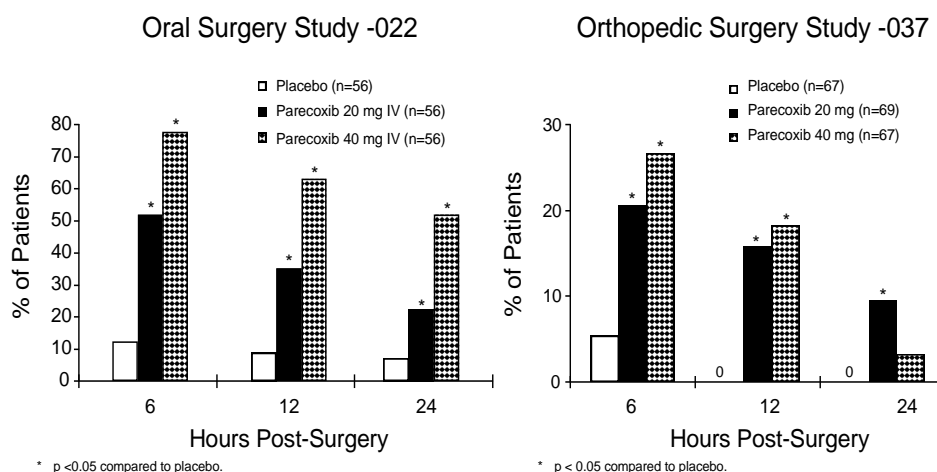 Oral Surgery Study -022
Placebo (n=56)
Parecoxib 20 mg IV (n=56)
Parecoxib 40 mg IV (n=56)
% of Patients
80
70
60
50
40
30
20
10
0
*
*
*
*
*
*
6
12
24
Hours Post-Surgery
* p <0.05 compared to placebo.
Orthopedic Surgery Study -037
Placebo (n=67)
Parecoxib 20 mg (n=69)
Parecoxib 40 mg (n=67)
% of Patients
30
20
10
0
*
*
0
*
*
0
*
6
12
24
Hours Post-Surgery
* p < 0.05 compared to placebo.